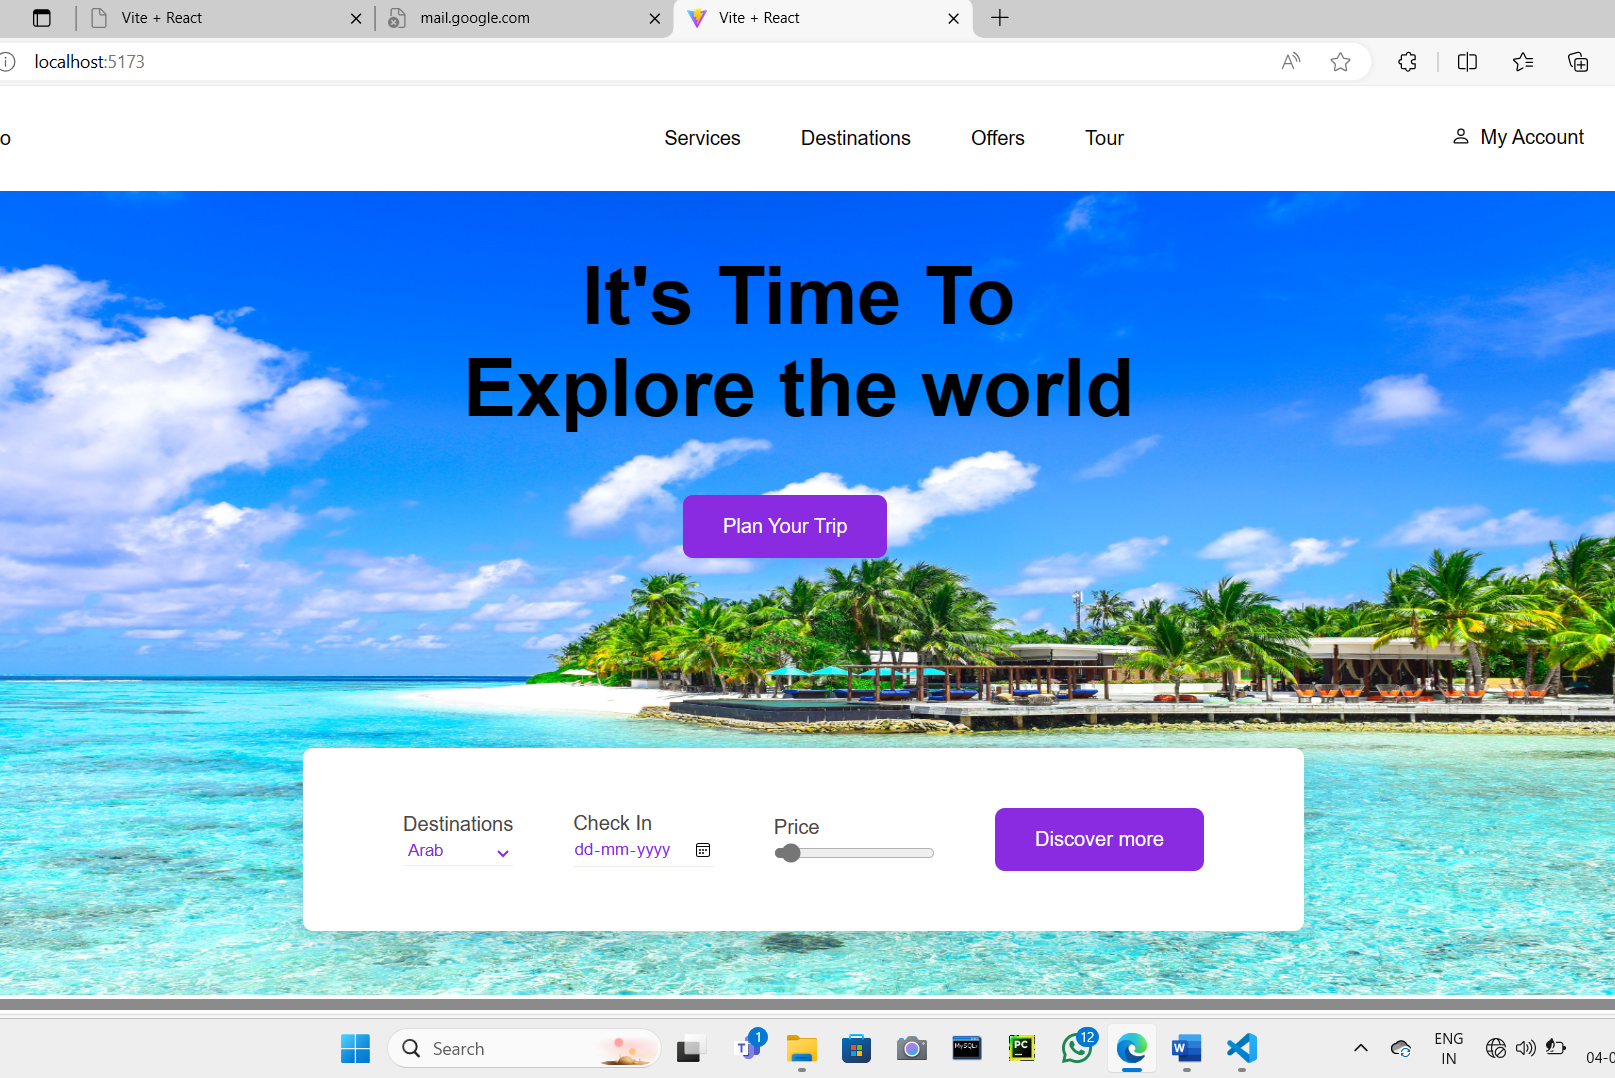 Vite + React
mail.google.com
Vite + React
localhost:5173
o
Services
Destinations
Offers
Tour
My Account
It's Time To
Explore the world
Plan Your Trip
Destinations
Check In
Price
Arab
dd-mm-yyyy
Discover more
Search
T
1
MySQL
PC
12
W
ENG
IN
04-0